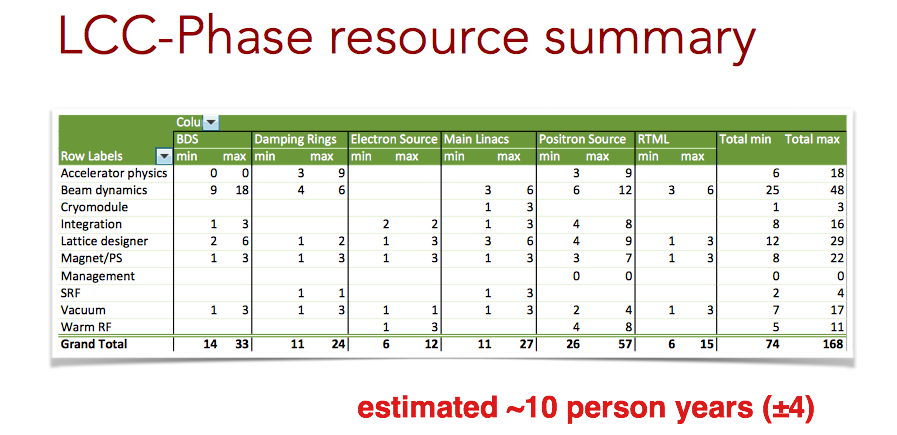 LCC-Phase resource summary
Colu
BDS Damping Rings Electron Source Main Linacs Positron Source RTML Total min Total max
Row Labels min max min max min max min max min max min max
Accelerator physics 0 0 3 9 3 9 6 18
Beam dynamics 9 18 4 6 3 6 6 12 3 6 25 48
Cryomodule 1 3 1 3
Integration 1 3 2 2 1 3 4 8 8 16
Lattice designer 2 6 1 2 1 3 3 6 4 9 1 3 12 29
Magnet/PS 1 3 1 3 1 3 1 3 3 7 1 3 8 22
Management 0 0 0 0
SRF 1 1 1 3 2 4
Vacuum 1 3 1 3 1 1 1 3 2 4 1 3 7 17
Warm RF 1 3 4 8 5 11
Grand Total 14 33 11 24 6 12 11 27 26 57 6 15 74 168
estimated ~10 person years (±4)